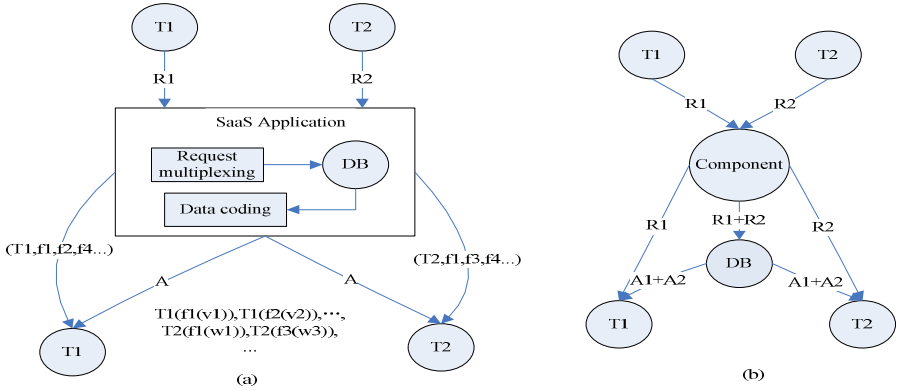 T1
T2
R1
R2
SaaS Application
Request
multiplexing
DB
Data coding
(T1,f1,f2,f4...)
(T2,f1,f3,f4...)
A
A
T1(f1(v1)),T1(f2(v2)),···,
T2(f1(w1)),T2(f3(w3)),
...
T1
T2
(a)
T1
T2
R1
R2
Component
R1
R1+R2
R2
DB
A1+A2
A1+A2
T1
T2
(b)